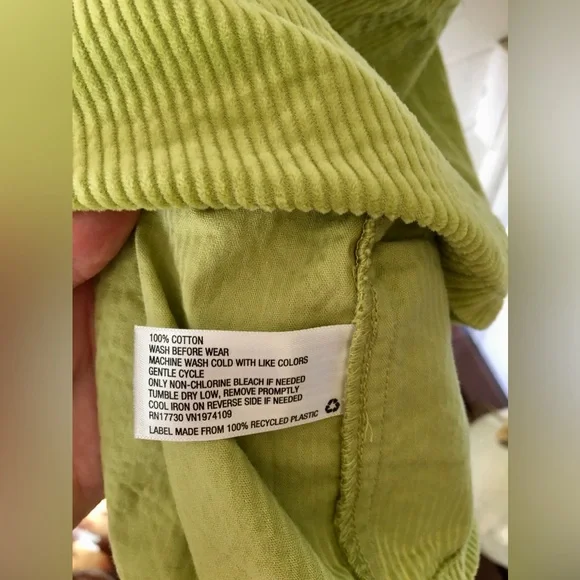 100% COTTON
WASH BEFORE WEAR
MACHINE WASH COLD WITH LIKE COLORS
GENTLE CYCLE
ONLY NON-CHLORINE BLEACH IF NEEDED
TUMBLE DRY LOW, REMOVE PROMPTLY
COOL IRON ON REVERSE SIDE IF NEEDED
RN17730 VN1974109
LABEL MADE FROM 100% RECYCLED PLASTIC